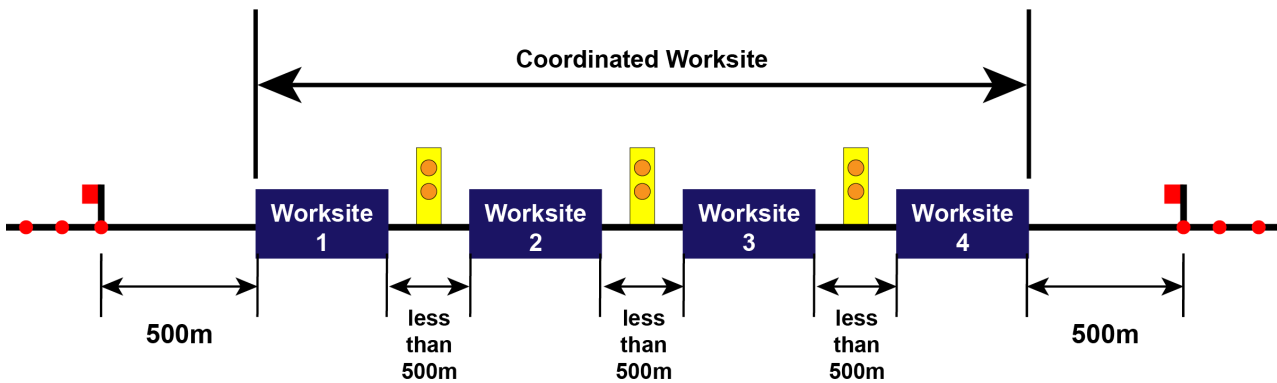 Coordinated Worksite
Worksite
1
Worksite
2
Worksite
3
Worksite
4
500m
less
than
500m
less
than
500m
less
than
500m
500m